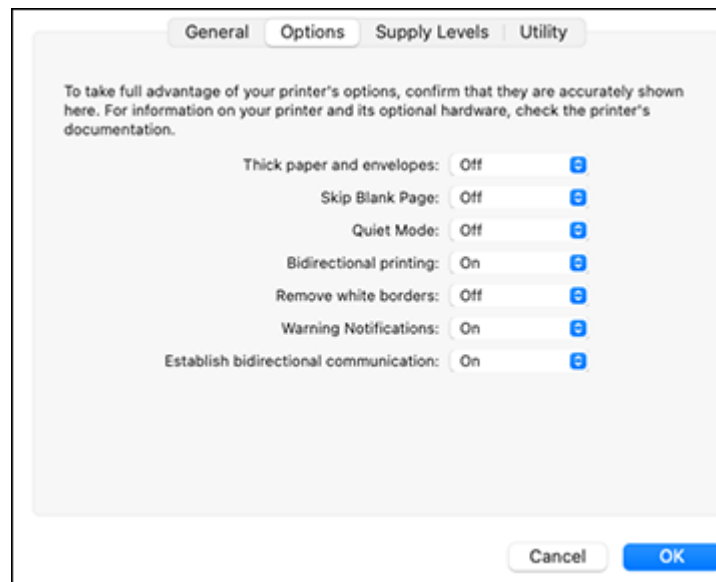 General Options Supply Levels Utility
To take full advantage of your printer's options, confirm that they are accurately shown
here. For information on your printer and its optional hardware, check the printer's
documentation.
Thick paper and envelopes: Off
Skip Blank Page: Off
Quiet Mode: Off
Bidirectional printing: On
Remove white borders: Off
Warning Notifications: On
Establish bidirectional communication: On
Cancel OK